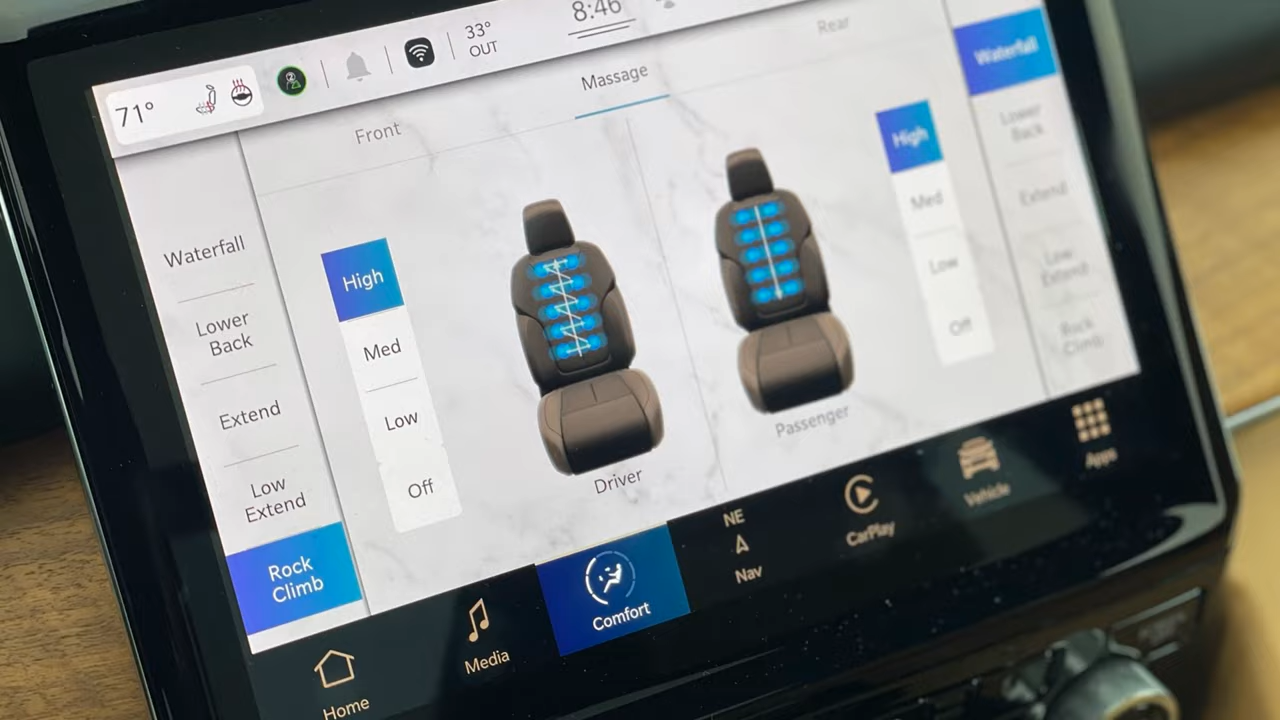 71°
33°
OUT
8:46
Front
Massage
Rear
Waterfall
Lower
Back
Extend
Low
Extend
Rock
Climb
High
Med
Low
Off
Driver
Passenger
High
Med
Low
Off
Waterfall
Lower
Back
Extend
Low
Extend
Rock
Climb
Home
Media
Comfort
NE
Nav
CarPlay
Vehicle
Apps